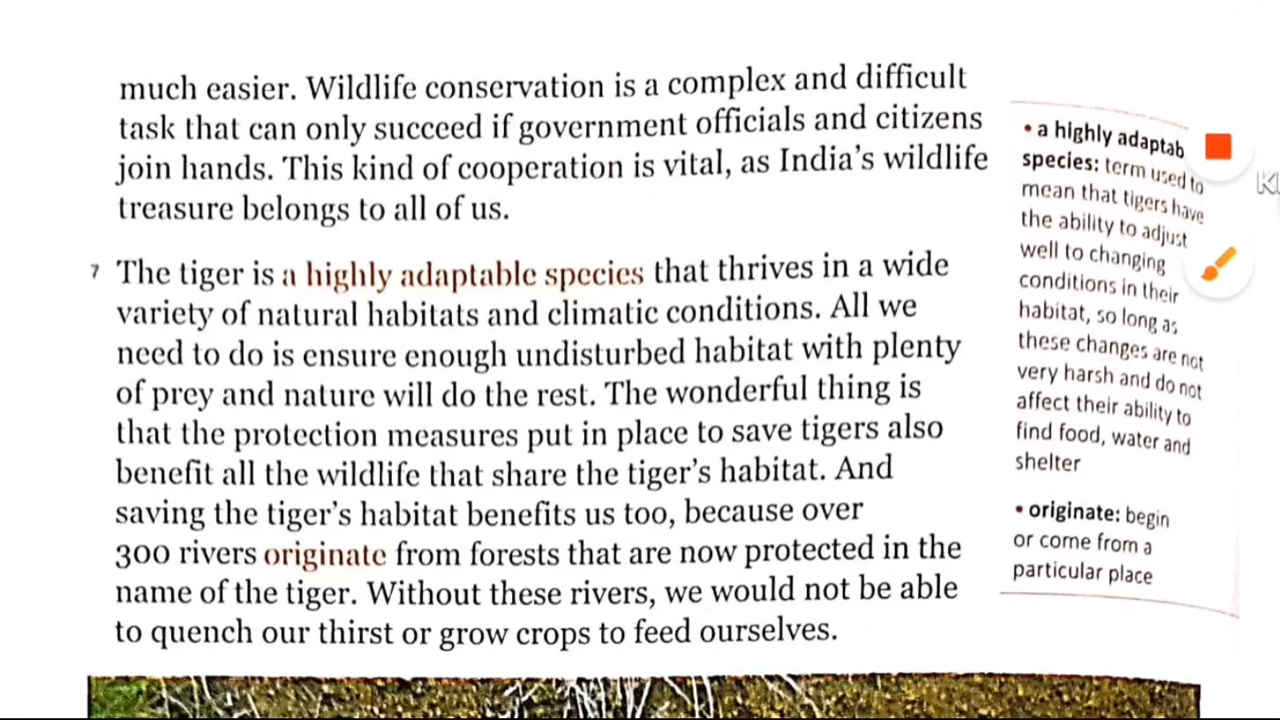 much easier. Wildlife conservation is a complex and difficult
task that can only succeed if government officials and citizens
join hands. This kind of cooperation is vital, as India's wildlife
treasure belongs to all of us.
7 The tiger is a highly adaptable species that thrives in a wide
variety of natural habitats and climatic conditions. All we
need to do is ensure enough undisturbed habitat with plenty
of prey and nature will do the rest. The wonderful thing is
that the protection measures put in place to save tigers also
benefit all the wildlife that share the tiger's habitat. And
saving the tiger's habitat benefits us too, because over
300 rivers originate from forests that are now protected in the
name of the tiger. Without these rivers, we would not be able
to quench our thirst or grow crops to feed ourselves.
• a highly adaptab
species: term used to
mean that tigers have
the ability to adjust
well to changing
conditions in their
habitat, so long as
these changes are not
very harsh and do not
affect their ability to
find food, water and
shelter
• originate: begin
or come from a
particular place